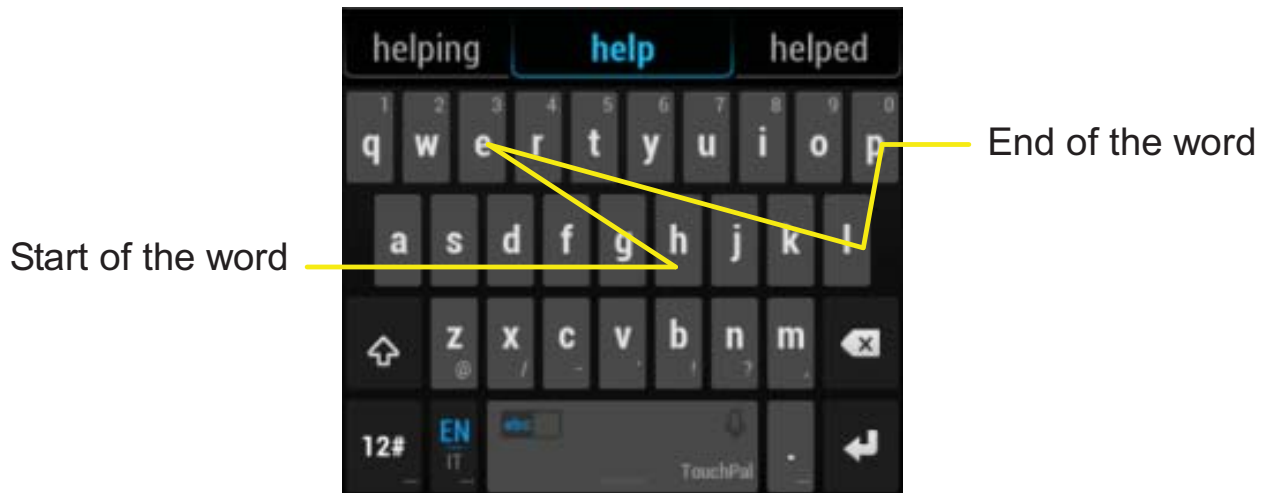 helping help helped
1 2 3 4 5 6 7 8 9 0
q w e r t y u i o p
End of the word
a s d f g h j k l
Start of the word
z x c v b n m
@ / - ' ! ? ,
12# EN abc . 
IT TouchPal